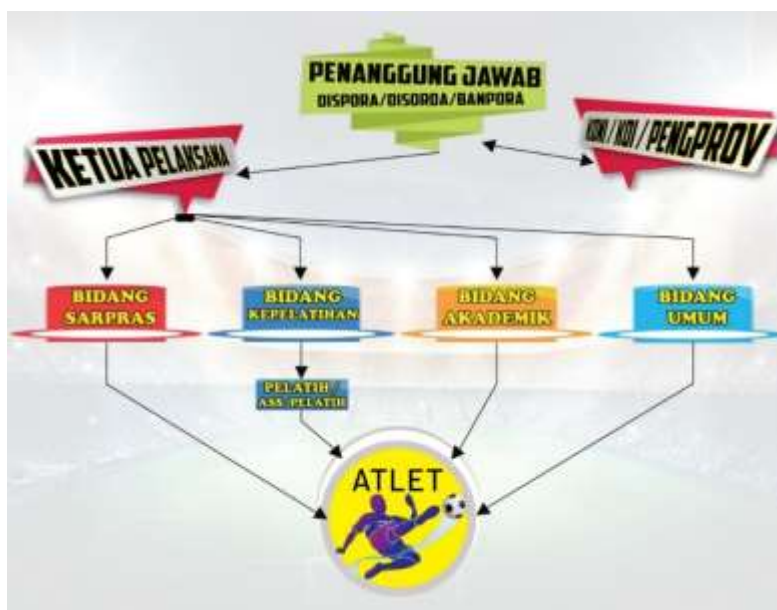 PENANGGUNG JAWAB
DISPORA/DISORDA/BANPORA
KETUA PELAKSANA
KONI / KOI / PENGPROV
BIDANG
SARPRAS
BIDANG
KEPELATIHAN
BIDANG
AKADEMIK
BIDANG
UMUM
PELATIH /
ASS. PELATIH
ATLET